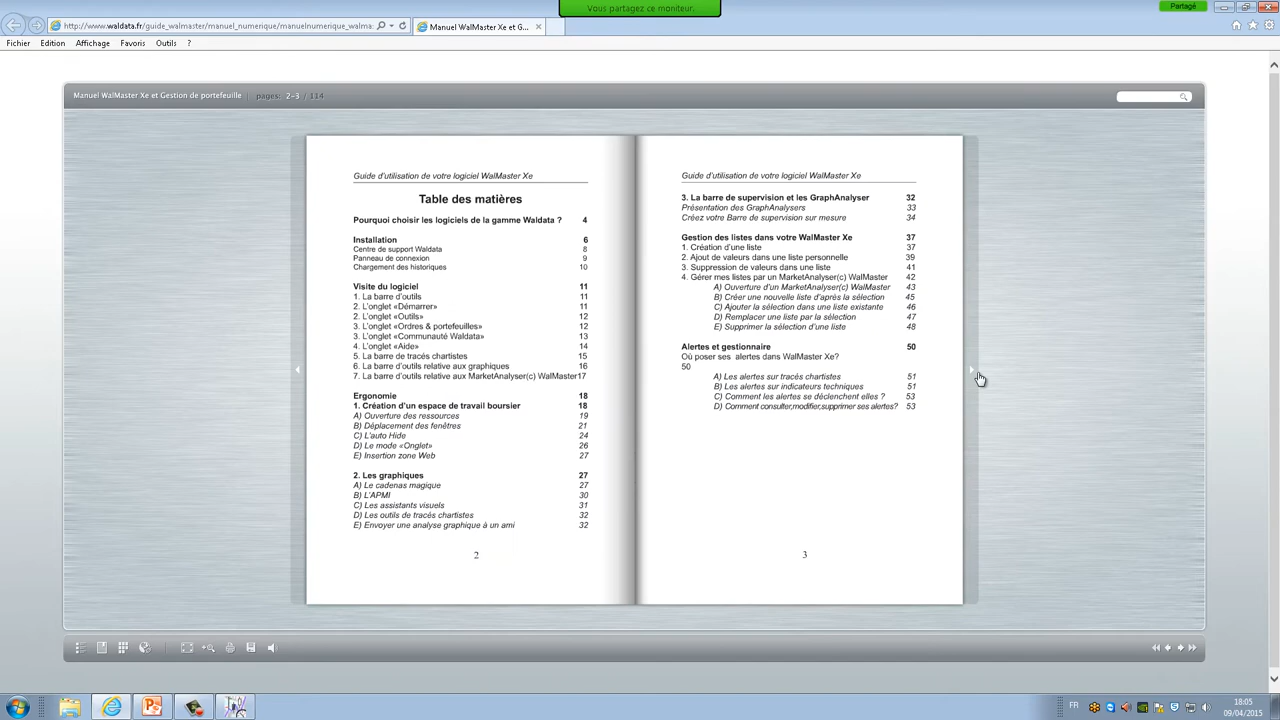 Vous partagez ce moniteur.
Partagé
http://www.waldata.fr/guide_walmaster/manuel_numerique/manuelnumerique_walma
Manuel WalMaster Xe et G...
Fichier Edition Affichage Favoris Outils ?
Manuel WalMaster Xe et Gestion de portefeuille pages: 2-3 / 114
Guide d'utilisation de votre logiciel WalMaster Xe
Table des matières
Pourquoi choisir les logiciels de la gamme Waldata ? 4
Installation 6
Centre de support Waldata 8
Panneau de connexion 9
Chargement des historiques 10
Visite du logiciel 11
1. La barre d'outils 11
2. L'onglet «Démarrer» 11
2. L'onglet «Outils» 12
3. L'onglet «Ordres & portefeuilles» 12
3. L'onglet «Communauté Waldata» 13
4. L'onglet «Aide» 14
5. La barre de tracés chartistes 15
6. La barre d'outils relative aux graphiques 16
7. La barre d'outils relative aux MarketAnalyser(c) WalMaster17
Ergonomie 18
1. Création d'un espace de travail boursier 18
A) Ouverture des ressources 19
B) Déplacement des fenêtres 21
C) L'auto Hide 24
D) Le mode «Onglet» 26
E) Insertion zone Web 27
2. Les graphiques 27
A) Le cadenas magique 27
B) L'APMI 30
C) Les assistants visuels 31
D) Les outils de tracés chartistes 32
E) Envoyer une analyse graphique à un ami 32
2
Guide d'utilisation de votre logiciel WalMaster Xe
3. La barre de supervision et les GraphAnalyser 32
Présentation des GraphAnalysers 33
Créez votre Barre de supervision sur mesure 34
Gestion des listes dans votre WalMaster Xe 37
1. Création d'une liste 37
2. Ajout de valeurs dans une liste personnelle 39
3. Suppression de valeurs dans une liste 41
4. Gérer mes listes par un MarketAnalyser(c) WalMaster 42
A) Ouverture d'un MarketAnalyser(c) WalMaster 43
B) Créer une nouvelle liste d'après la sélection 45
C) Ajouter la sélection dans une liste existante 46
D) Remplacer une liste par la sélection 47
E) Supprimer la sélection d'une liste 48
Alertes et gestionnaire 50
Où poser ses alertes dans WalMaster Xe?
50
A) Les alertes sur tracés chartistes 51
B) Les alertes sur indicateurs techniques 51
C) Comment les alertes se déclenchent elles ? 53
D) Comment consulter,modifier,supprimer ses alertes? 53
3
FR
18:05
09/04/2015